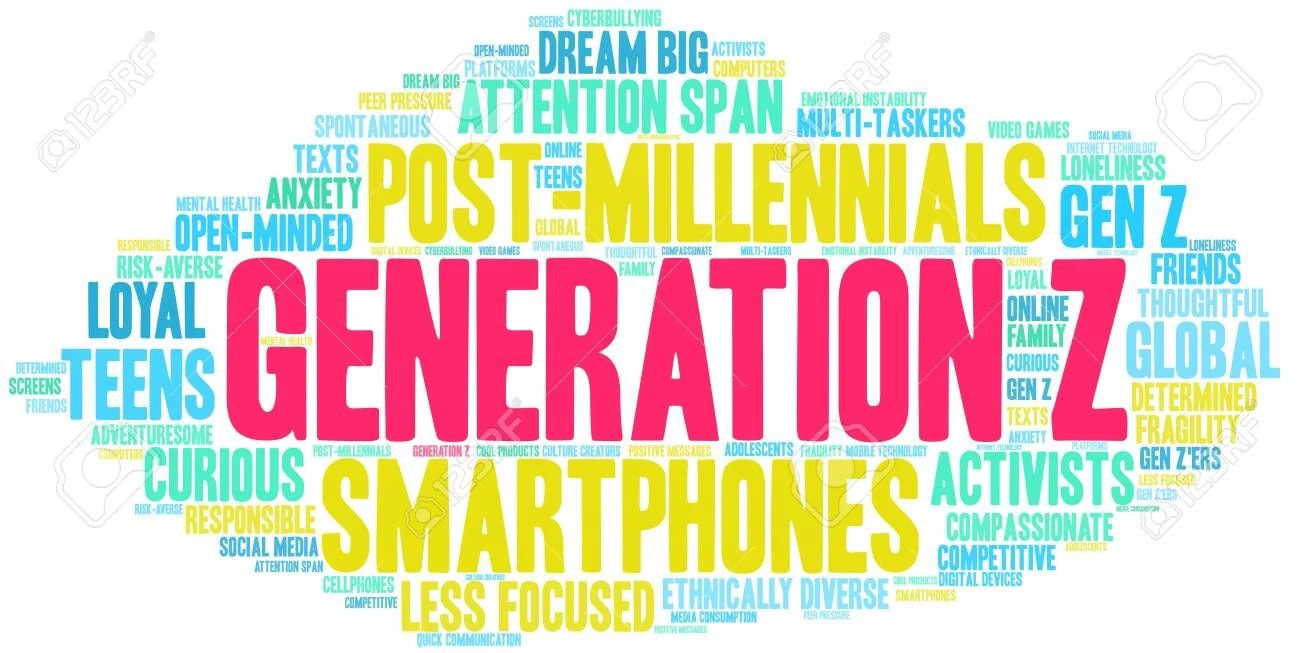 SCREENS CYBERBULLYING
OPEN-MINDED DREAM BIG ACTIVISTS
PLATFORMS COMPUTERS
DREAM BIG ATTENTION SPAN
PEER PRESSURE EMOTIONAL INSTABILITY
SPONTANEOUS MULTI-TASKERS VIDEO GAMES SOCIAL MEDIA
TEXTS POST-MILLENNIALS ONLINE INTERNET TECHNOLOGY
TEENS LONELINESS
ANXIETY GEN Z
MENTAL HEALTH
OPEN-MINDED GLOBAL
RESPONSIBLE DIGITAL DEVICES CYBERBULLYING VIDEO GAMES SPONTANEOUS THOUGHTFUL COMPASSIONATE MULTI-TASKERS EMOTIONAL INSTABILITY ADVENTURESOME ETHNICALLY DIVERSE MOBILE TECHNOLOGY LONELINESS
RISK-AVERSE FAMILY CELLPHONES FRIENDS
GENERATION Z
LOYAL LOYAL THOUGHTFUL
ONLINE
MENTAL HEALTH FAMILY GLOBAL
TEENS CURIOUS
DETERMINED
SCREENS GEN Z DETERMINED
FRIENDS TEXTS FRAGILITY
ADVENTURESOME ANXIETY
COMPUTERS POST-MILLENNIALS GENERATION Z COOL PRODUCTS CULTURE CREATORS POSITIVE MESSAGES ADOLESCENTS FRAGILITY MOBILE TECHNOLOGY INTERNET TECHNOLOGY PLATFORMS GEN Z'ERS
CURIOUS SMARTPHONES ACTIVISTS LESS FOCUSED
GEN Z'ERS
RISK-AVERSE MEDIA CONSUMPTION
RESPONSIBLE COMPASSIONATE
SOCIAL MEDIA COMPETITIVE ADOLESCENTS
ATTENTION SPAN
CELLPHONES CULTURE CREATORS COOL PRODUCTS DIGITAL DEVICES
COMPETITIVE LESS FOCUSED ETHNICALLY DIVERSE SMARTPHONES
MEDIA CONSUMPTION PEER PRESSURE
QUICK COMMUNICATION POSITIVE MESSAGES
123RF